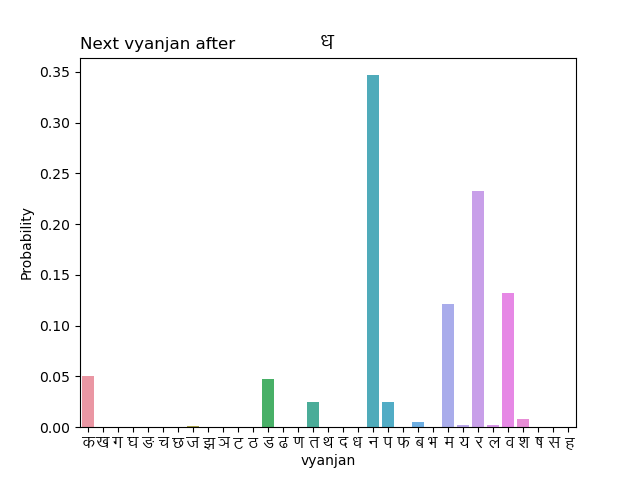 Next vyanjan after ध
0.35
0.30
0.25
0.20
0.15
0.10
0.05
0.00
Probability
क ख ग घ ङ च छ ज झ ञ ट ठ ड ढ ण त थ द ध न प फ ब भ म य र ल व श ष स ह
vyanjan